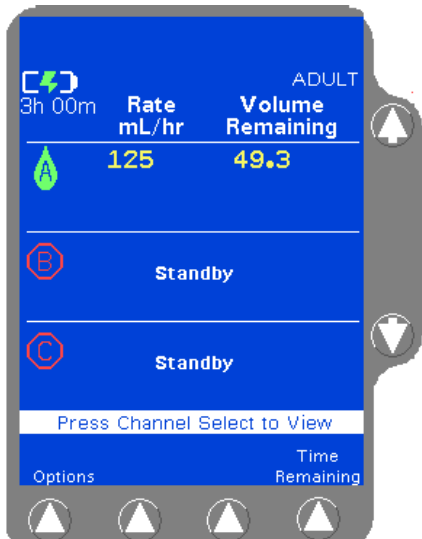 ADULT
3h 00m
Rate mL/hr
Volume Remaining
A
125
49.3
B
Standby
C
Standby
Press Channel Select to View
Options
Time Remaining